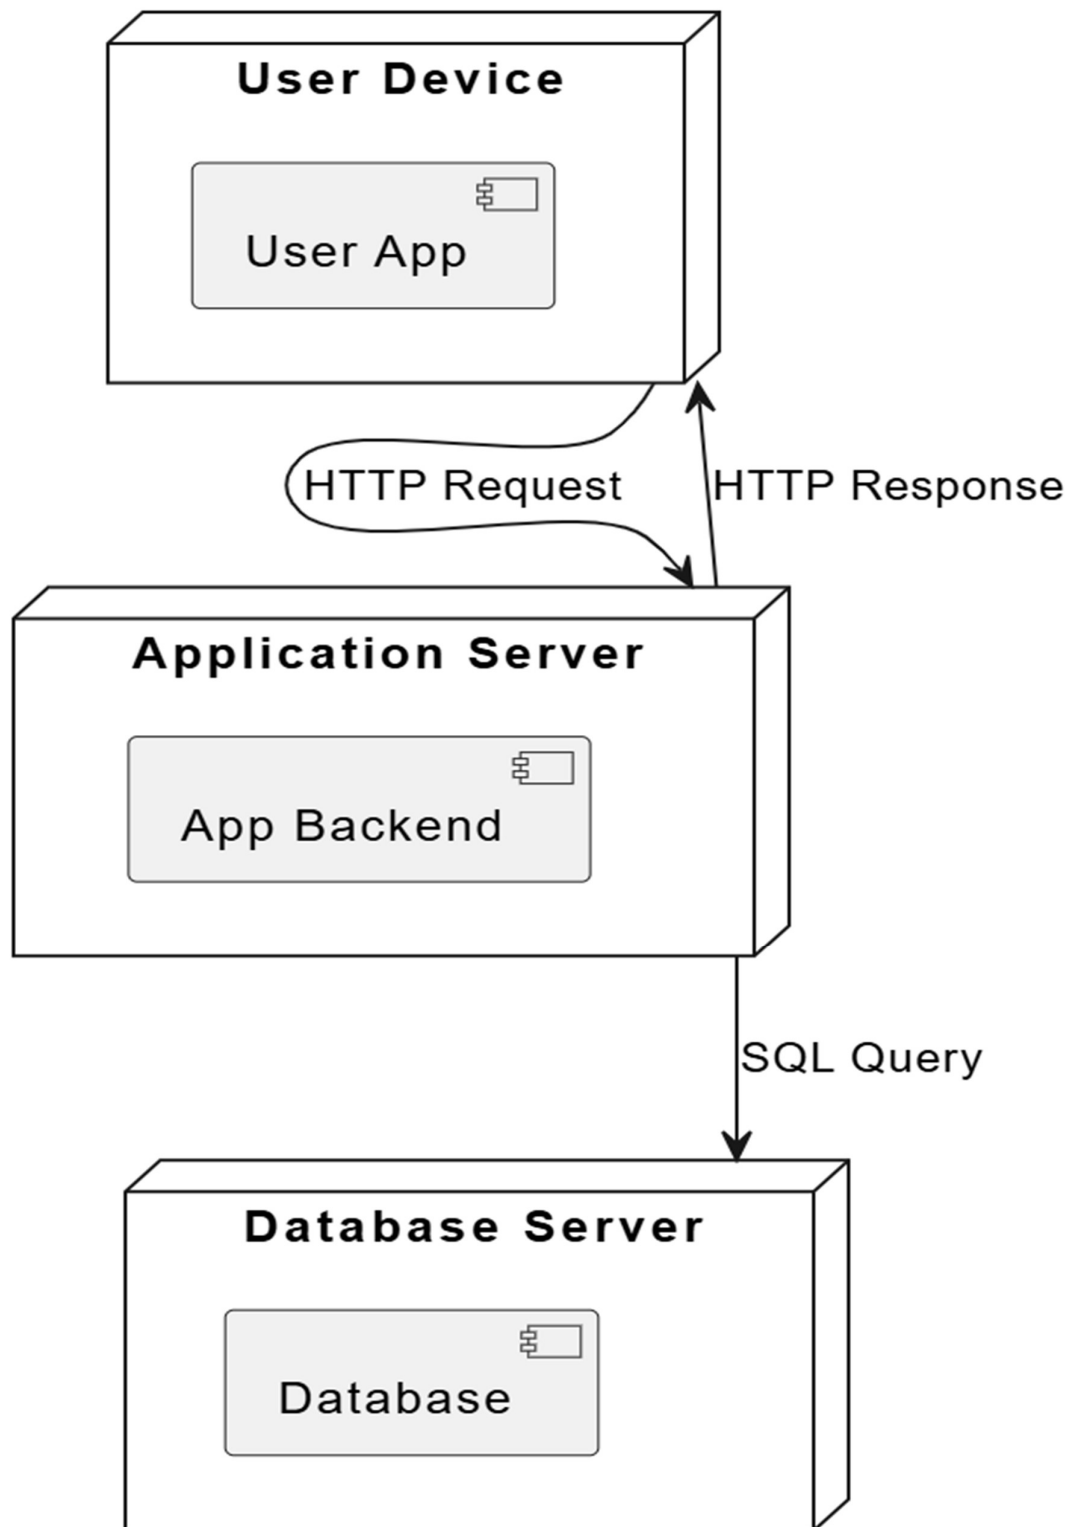 User Device
User App
HTTP Request
HTTP Response
Application Server
App Backend
SQL Query
Database Server
Database